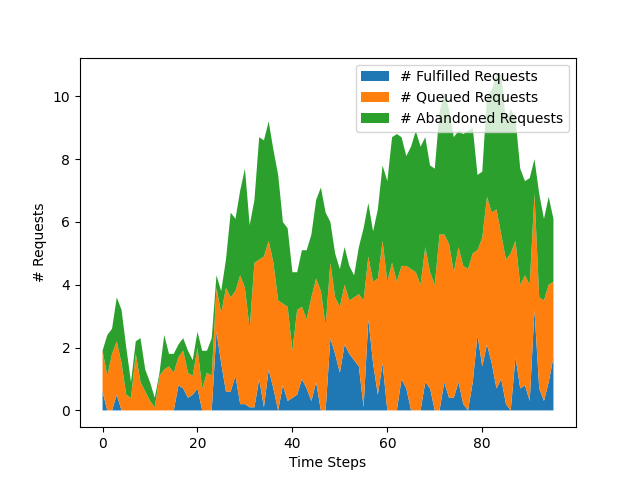 # Fulfilled Requests
# Queued Requests
# Abandoned Requests
10
8
6
4
2
0
# Requests
0 20 40 60 80
Time Steps